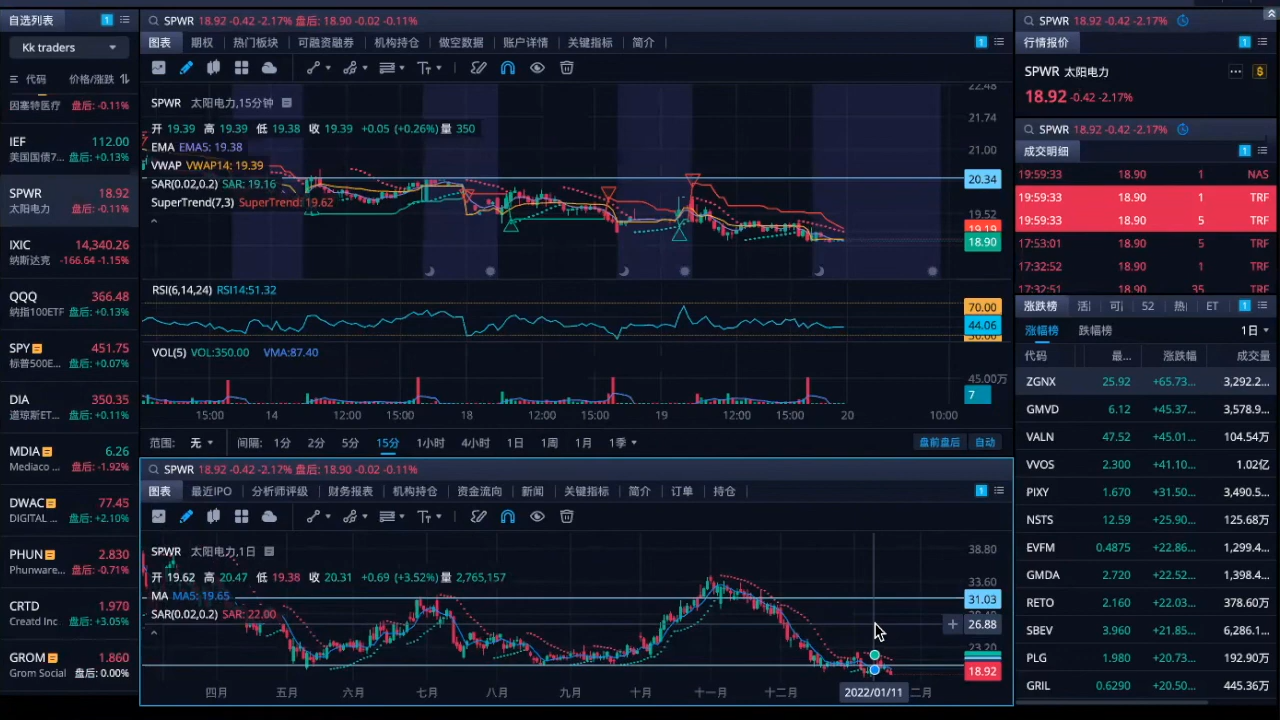 自选列表 1
Kk traders
代码 价格/涨跌
因塞特医疗 盘后: -0.11%
IEF 112.00
美国国债7... 盘后: +0.13%
SPWR 18.92
太阳电力 盘后: -0.11%
IXIC 14,340.26
纳斯达克 -166.64 -1.15%
QQQ 366.48
纳指100ETF 盘后: +0.13%
SPY 451.75
标普500E... 盘后: +0.07%
DIA 350.35
道琼斯ET... 盘后: +0.11%
MDIA 6.26
Mediaco ... 盘后: -1.92%
DWAC 77.45
DIGITAL ... 盘后: +2.10%
PHUN 2.830
Phunware... 盘后: -0.71%
CRTD 1.970
Creatd Inc 盘后: +3.05%
GROM 1.860
Grom Social 盘后: 0.00%
SPWR 18.92 -0.42 -2.17% 盘后: 18.90 -0.02 -0.11%
图表 期权 热门板块 可融资融券 机构持仓 做空数据 账户详情 关键指标 简介 1
SPWR 太阳电力,15分钟
开 19.39 高 19.39 低 19.38 收 19.39 +0.05 (+0.26%) 量 350
EMA EMA5: 19.38
VWAP VWAP14: 19.39
SAR(0.02,0.2) SAR: 19.16
SuperTrend(7,3) SuperTrend: 19.62
22.48
21.74
21.00
20.34
19.52
19.19
18.90
RSI(6,14,24) RSI14:51.32
70.00
44.06
VOL(5) VOL:350.00 VMA:87.40
45.00万
7
15:00 14 12:00 15:00 18 12:00 15:00 19 12:00 15:00 20 10:00
范围: 无 间隔: 1分 2分 5分 15分 1小时 4小时 1日 1周 1月 1季 盘前盘后 自动
SPWR 18.92 -0.42 -2.17% 盘后: 18.90 -0.02 -0.11%
图表 最近IPO 分析师评级 财务报表 机构持仓 资金流向 新闻 关键指标 简介 订单 持仓 1
SPWR 太阳电力,1日
开 19.62 高 20.47 低 19.38 收 20.31 +0.69 (+3.52%) 量 2,765,157
MA MA5: 19.65
SAR(0.02,0.2) SAR: 22.00
38.80
33.60
31.03
26.88
23.20
18.92
四月 五月 六月 七月 八月 九月 十月 十一月 十二月 2022/01/11 二月
SPWR 18.92 -0.42 -2.17%
行情报价 1
SPWR 太阳电力
18.92 -0.42 -2.17%
SPWR 18.92 -0.42 -2.17%
成交明细 1
19:59:33 18.90 1 NAS
19:59:33 18.90 1 TRF
19:59:33 18.90 5 TRF
17:53:01 18.90 5 TRF
17:32:52 18.90 1 TRF
17:32:51 18.90 35 TRF
涨跌榜 52 热 ET 1
涨幅榜 跌幅榜 1日
代码 最... 涨跌幅 成交量
ZGNX 25.92 +65.73... 3,292.2...
GMVD 6.12 +45.37... 3,578.9...
VALN 47.52 +41.01... 104.54万
VVOS 2.300 +41.10... 1.02亿
PIXY 1.670 +31.50... 3,490.5...
NSTS 12.59 +25.90... 125.68万
EVFM 0.4875 +22.86... 1,299.4...
GMDA 2.720 +22.52... 1,398.4...
RETO 2.160 +22.03... 378.60万
SBEV 3.960 +21.85... 6,286.1...
PLG 1.980 +20.73... 192.90万
GRIL 0.6290 +20.50... 445.36万